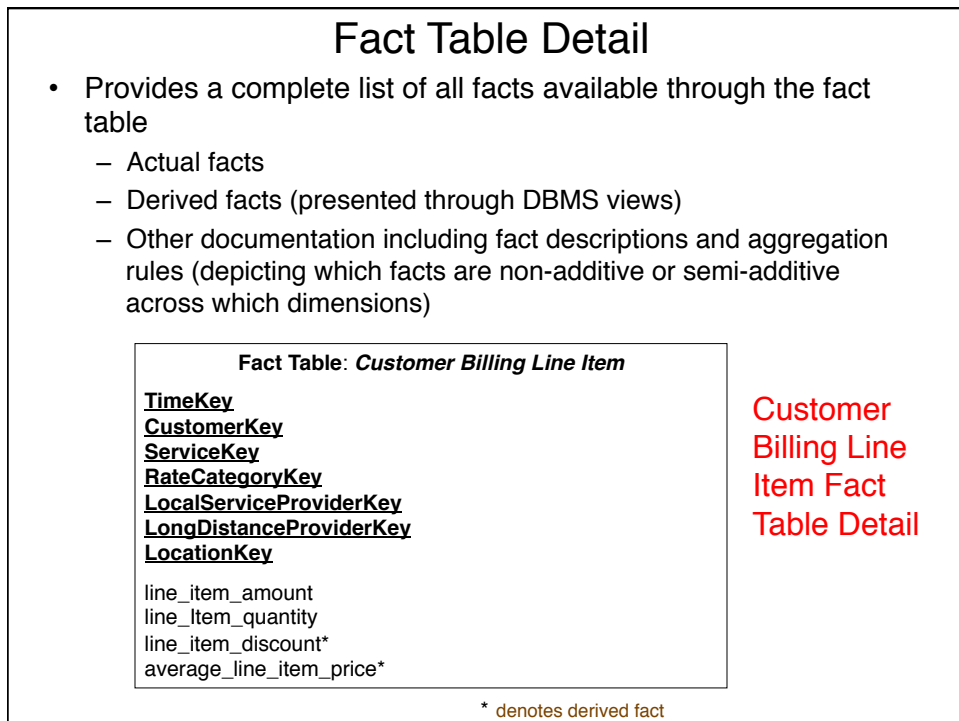 Fact Table Detail
• Provides a complete list of all facts available through the fact
table
– Actual facts
– Derived facts (presented through DBMS views)
– Other documentation including fact descriptions and aggregation
rules (depicting which facts are non-additive or semi-additive
across which dimensions)
Fact Table: Customer Billing Line Item
TimeKey
CustomerKey
ServiceKey
RateCategoryKey
LocalServiceProviderKey
LongDistanceProviderKey
LocationKey
line_item_amount
line_Item_quantity
line_item_discount*
average_line_item_price*
Customer
Billing Line
Item Fact
Table Detail
* denotes derived fact